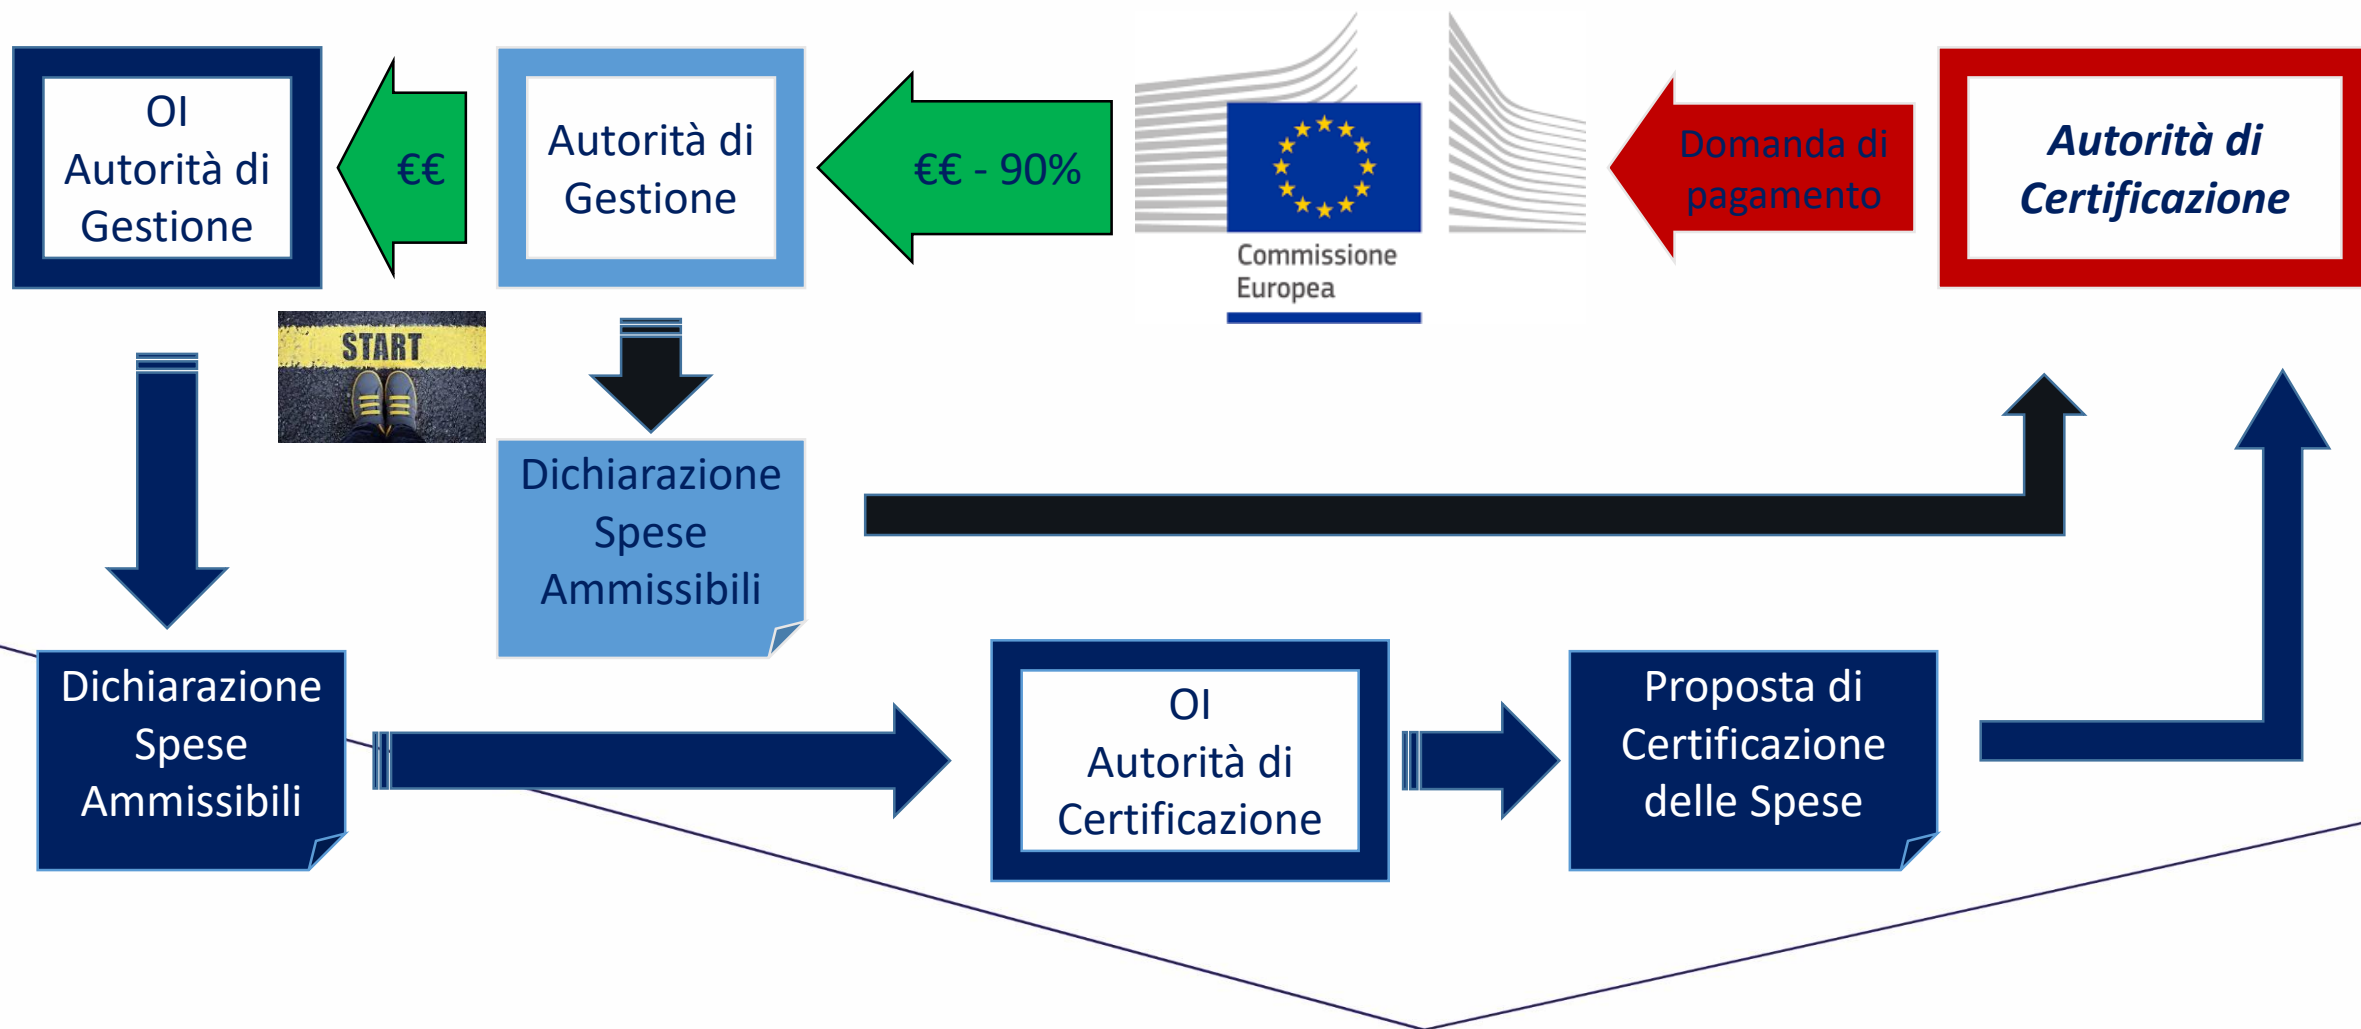 OI
Autorità di
Gestione
€€
Autorità di
Gestione
€€ - 90%
Commissione
Europea
Domanda di
pagamento
Autorità di
Certificazione
START
Dichiarazione
Spese
Ammissibili
Dichiarazione
Spese
Ammissibili
OI
Autorità di
Certificazione
Proposta di
Certificazione
delle Spese